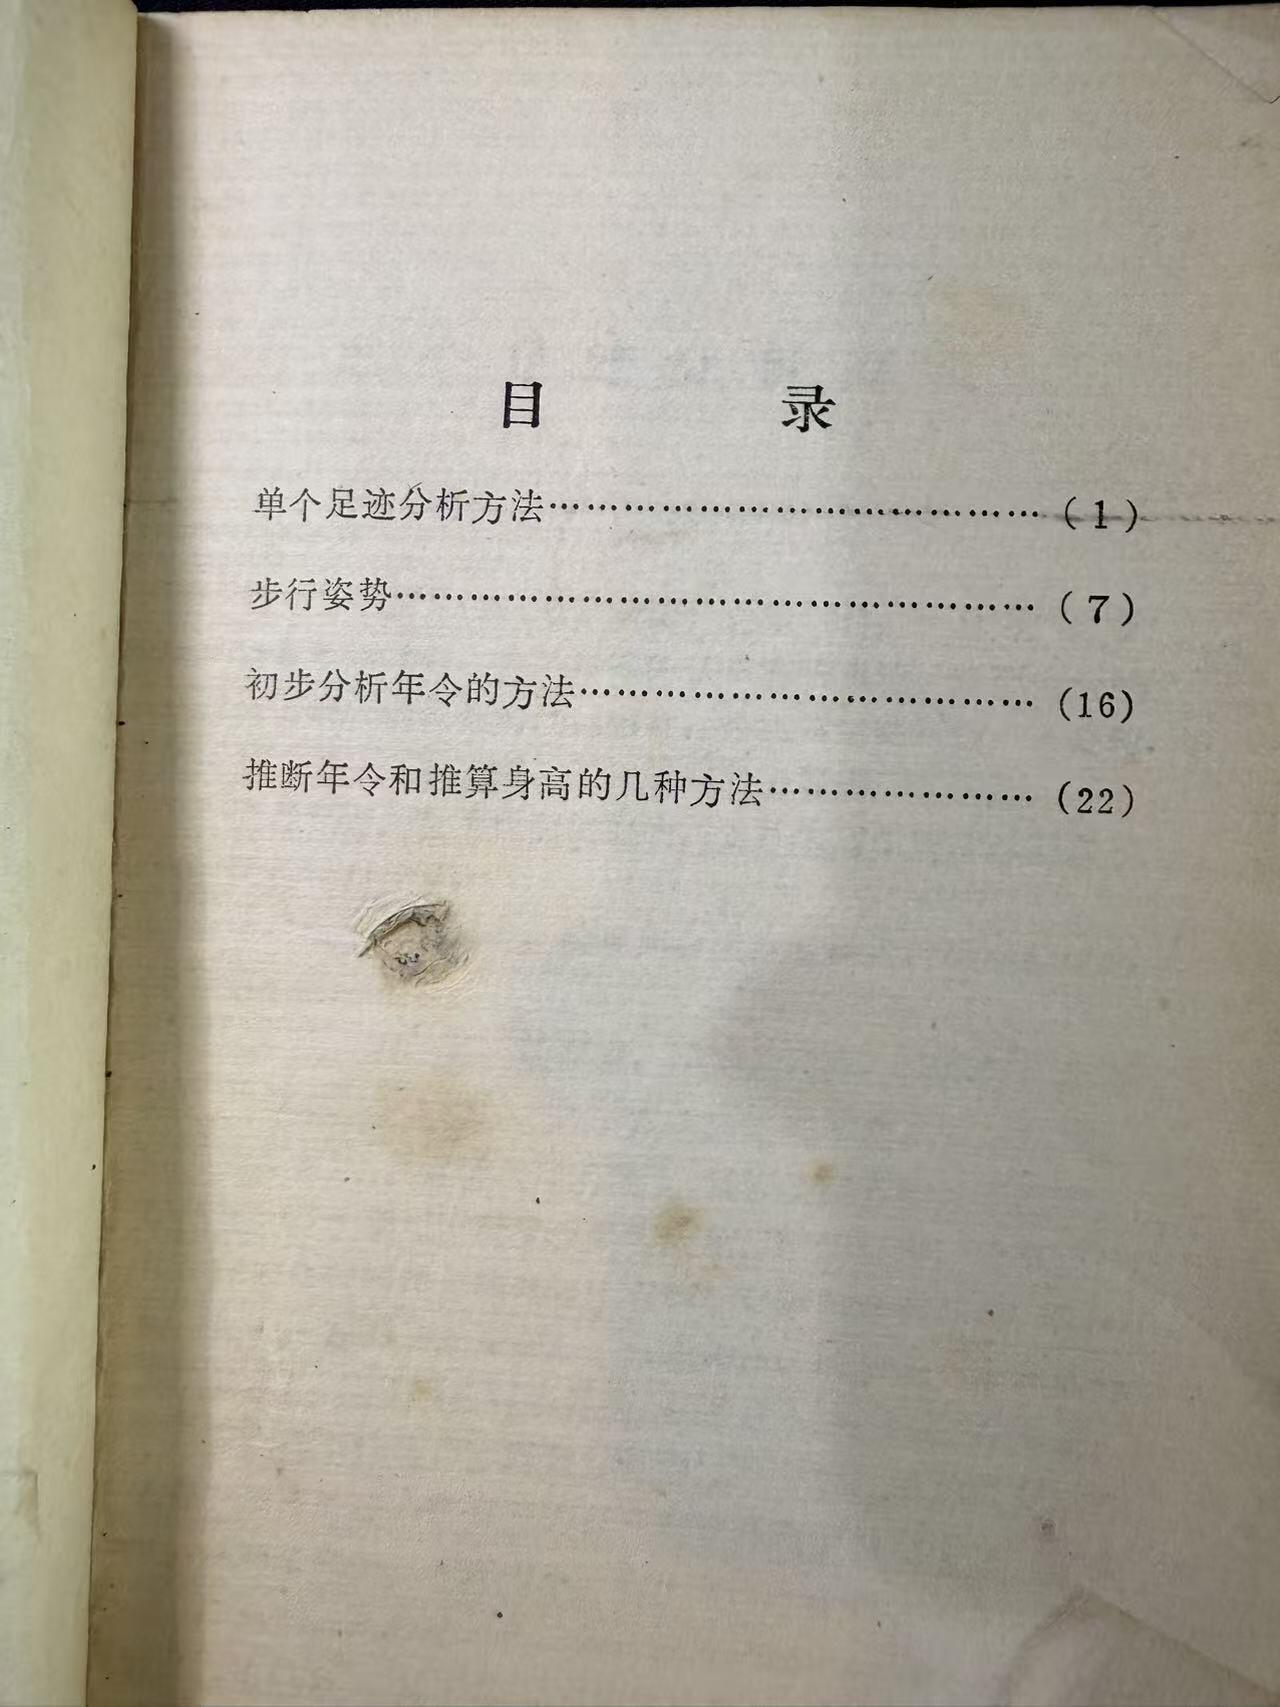 目 录
单个足迹分析方法……………………………………(1)
步行姿势………………………………………………(7)
初步分析年令的方法…………………………………(16)
推断年令和推算身高的几种方法……………………(22)